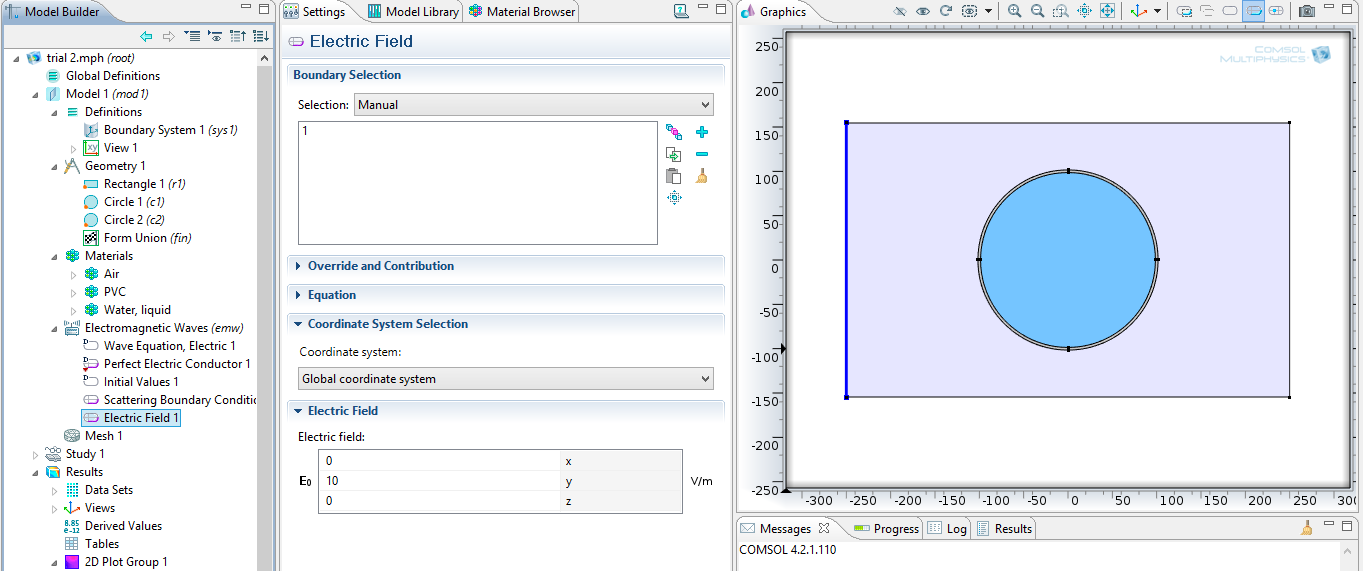 Model Builder
trial 2.mph (root)
Global Definitions
Model 1 (mod1)
Definitions
Boundary System 1 (sys1)
View 1
Geometry 1
Rectangle 1 (r1)
Circle 1 (c1)
Circle 2 (c2)
Form Union (fin)
Materials
Air
PVC
Water, liquid
Electromagnetic Waves (emw)
Wave Equation, Electric 1
Perfect Electric Conductor 1
Initial Values 1
Scattering Boundary Conditio
Electric Field 1
Mesh 1
Study 1
Results
Data Sets
Views
8.85
e-12
Derived Values
Tables
2D Plot Group 1
Settings
Model Library
Material Browser
Electric Field
Boundary Selection
Selection: Manual
1
Override and Contribution
Equation
Coordinate System Selection
Coordinate system:
Global coordinate system
Electric Field
Electric field:
E0
0 x
10 y
0 z
V/m
Graphics
COMSOL
MULTIPHYSICS
250
200
150
100
50
0
-50
-100
-150
-200
-250
-300 -250 -200 -150 -100 -50 0 50 100 150 200 250 300
Messages
Progress
Log
Results
COMSOL 4.2.1.110